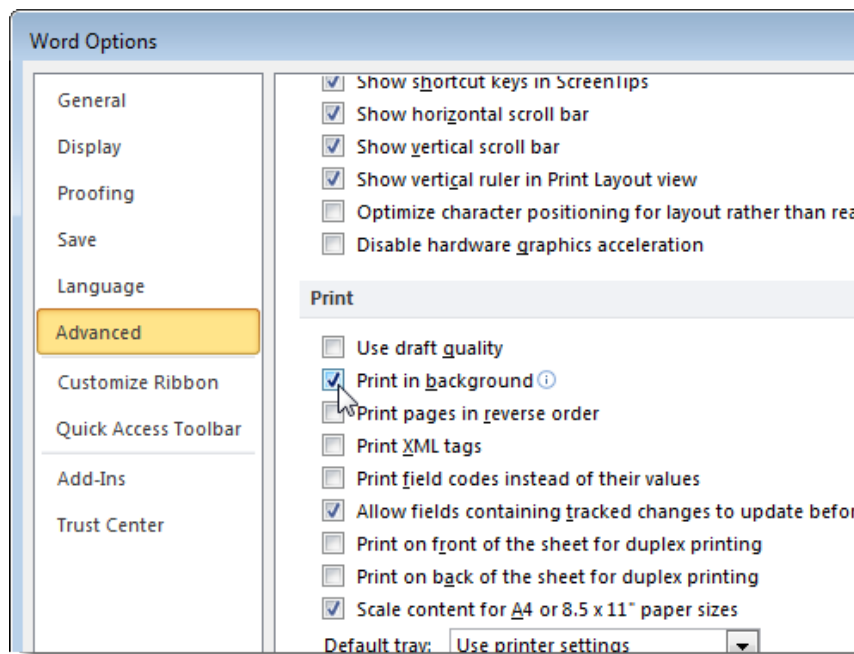 Word Options
General
Display
Proofing
Save
Language
Advanced
Customize Ribbon
Quick Access Toolbar
Add-Ins
Trust Center
Show shortcut keys in ScreenTips
Show horizontal scroll bar
Show vertical scroll bar
Show vertical ruler in Print Layout view
Optimize character positioning for layout rather than rea
Disable hardware graphics acceleration
Print
Use draft quality
Print in background
Print pages in reverse order
Print XML tags
Print field codes instead of their values
Allow fields containing tracked changes to update befor
Print on front of the sheet for duplex printing
Print on back of the sheet for duplex printing
Scale content for A4 or 8.5 x 11" paper sizes
Default tray: Use printer settings